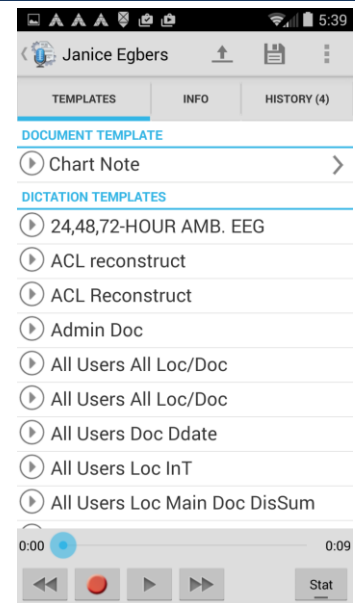 5:39
Janice Egbers
TEMPLATES INFO HISTORY (4)
DOCUMENT TEMPLATE
Chart Note
DICTATION TEMPLATES
24,48,72-HOUR AMB. EEG
ACL reconstruct
ACL Reconstruct
Admin Doc
All Users All Loc/Doc
All Users All Loc/Doc
All Users Doc Ddate
All Users Loc InT
All Users Loc Main Doc DisSum
0:00 0:09
Stat